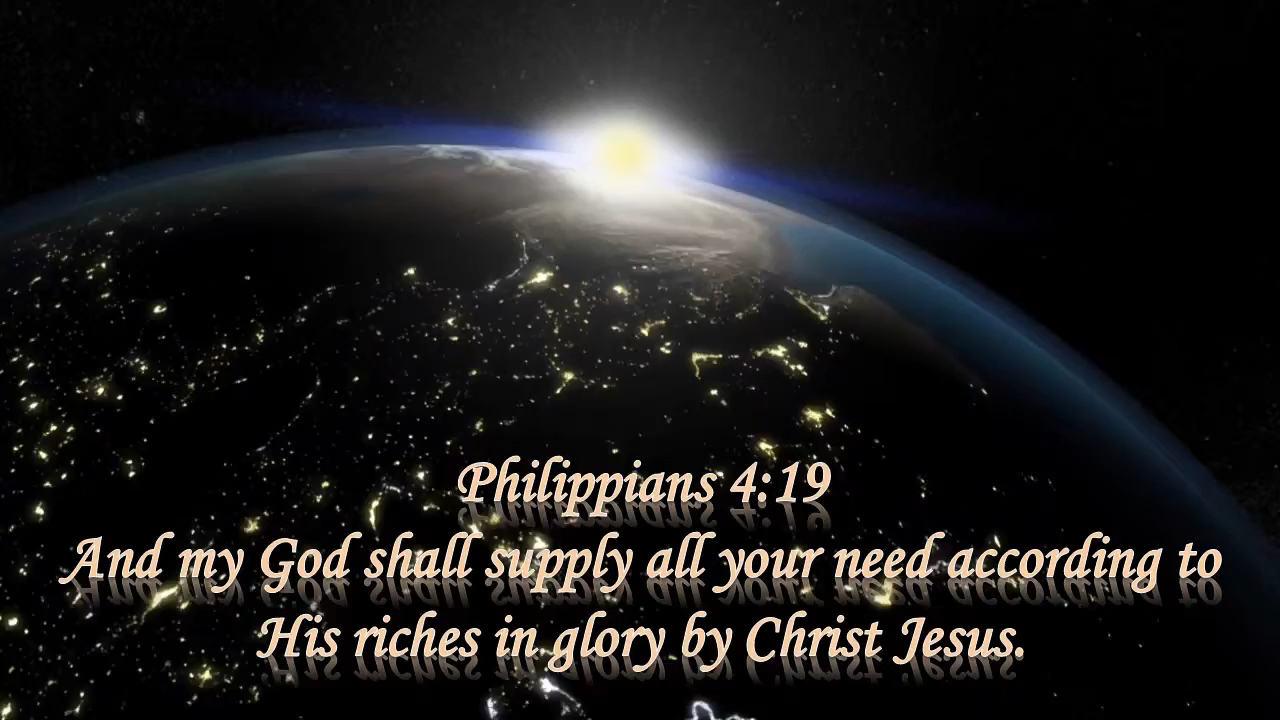 Philippians 4:19
And my God shall supply all your need according to
His riches in glory by Christ Jesus.